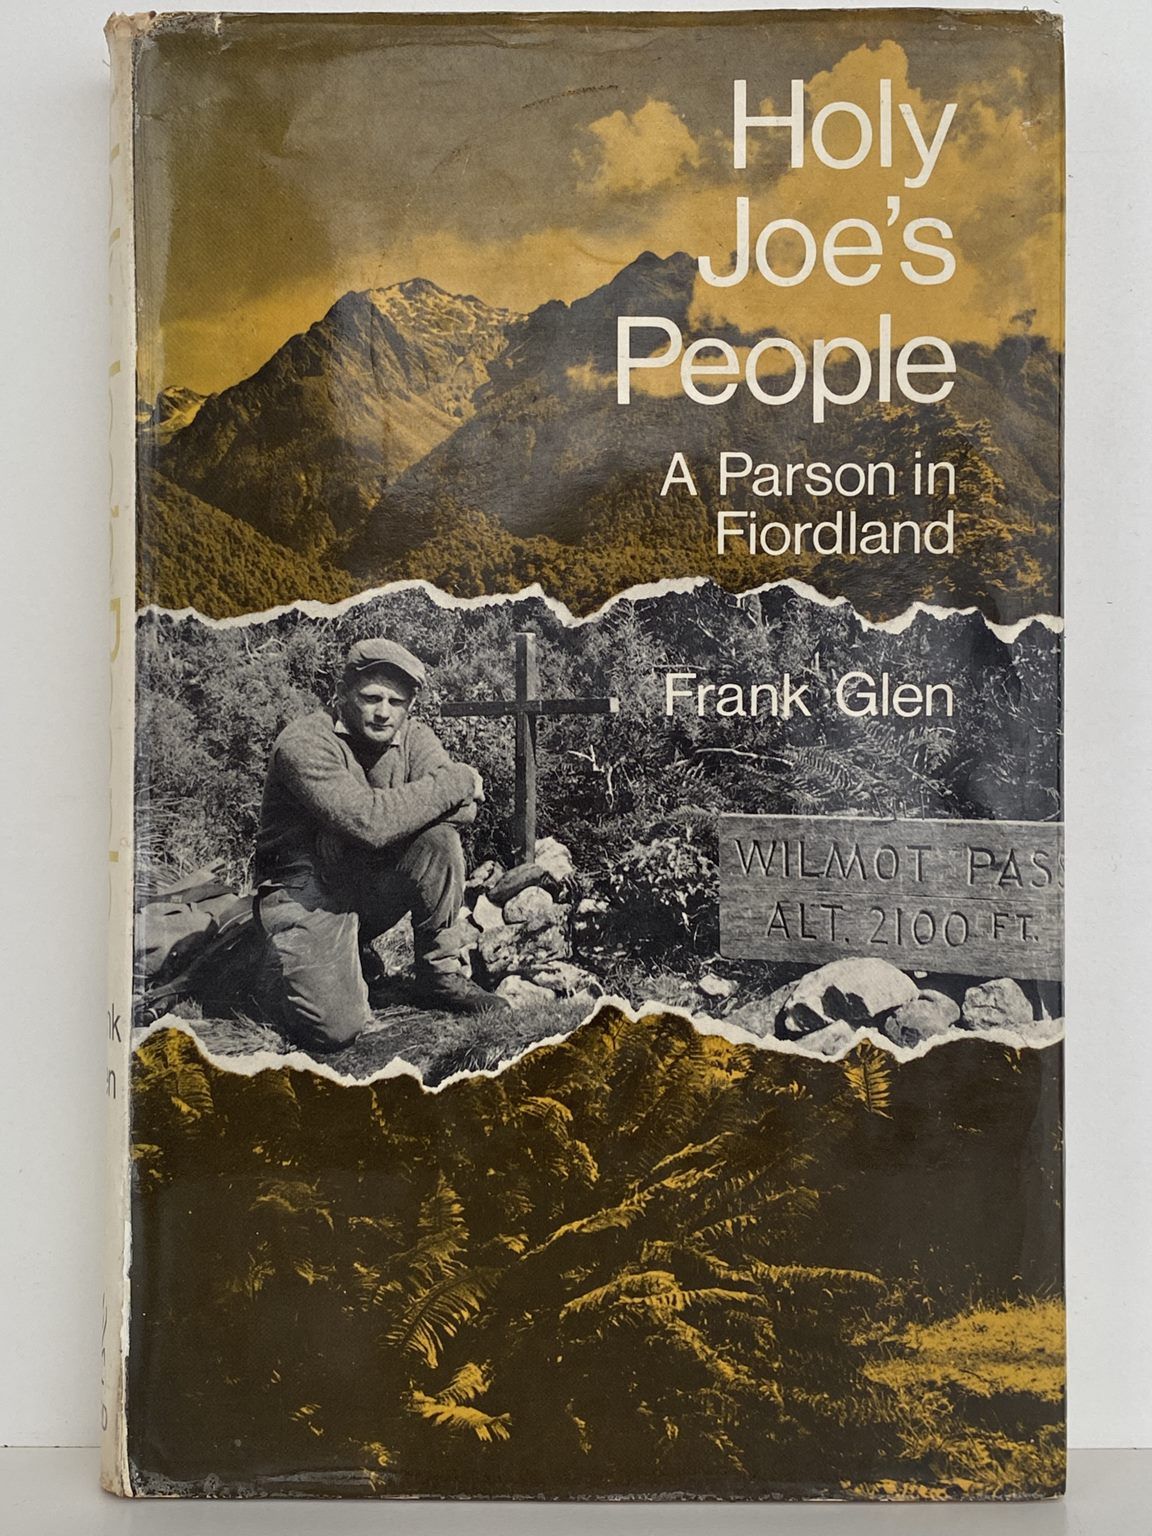 Holy
Joe's
People
A Parson in
Fiordland
Frank Glen
WILMOT PASS
ALT. 2100 FT.